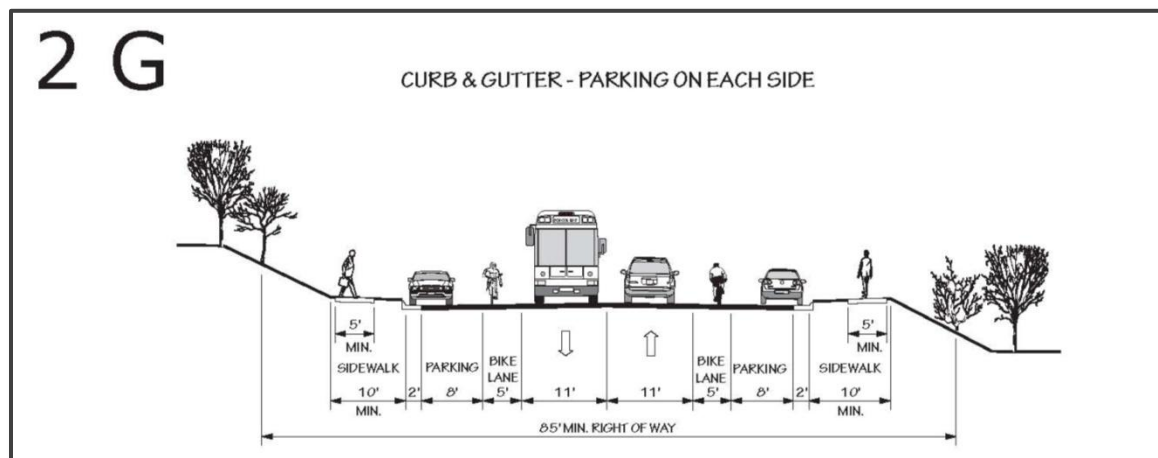 2 G
CURB & GUTTER - PARKING ON EACH SIDE
5' 5'
MIN. BIKE BIKE MIN.
SIDEWALK PARKING LANE LANE PARKING SIDEWALK
10' 2' 8' 5' 11' 11' 5' 8' 2' 10'
MIN. MIN.
85' MIN. RIGHT OF WAY